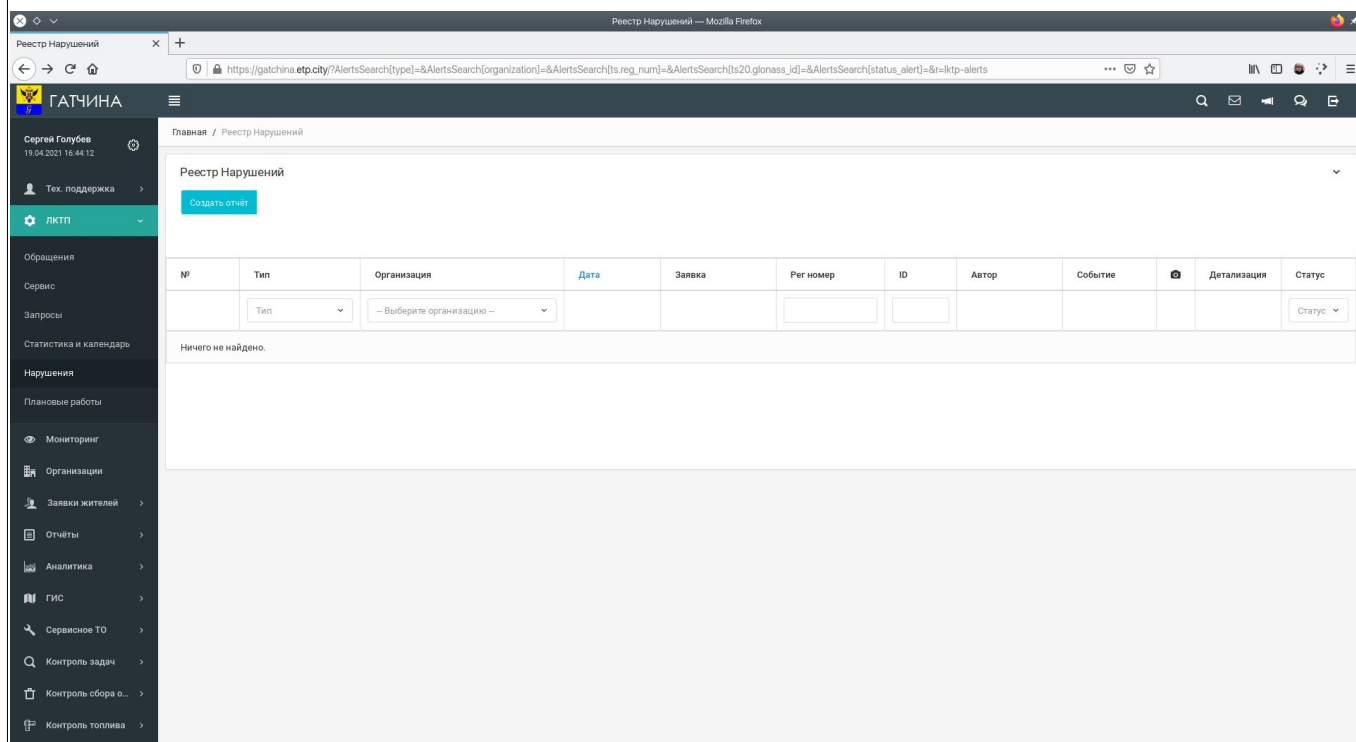 Реестр Нарушений — Mozilla Firefox
Реестр Нарушений
https://gatchina.etp.city/?AlertsSearch[type]=&AlertsSearch[organization]=&AlertsSearch[ts.reg_num]=&AlertsSearch[ts20.glonass_id]=&AlertsSearch[status_alert]=&r=lktp-alerts
ГАТЧИНА
Сергей Голубев
19.04.2021 16:44:12
Тех. поддержка
ЛКТП
Обращения
Сервис
Запросы
Статистика и календарь
Нарушения
Плановые работы
Мониторинг
Организации
Заявки жителей
Отчёты
Аналитика
ГИС
Сервисное ТО
Контроль задач
Контроль сбора о...
Контроль топлива
Главная / Реестр Нарушений
Реестр Нарушений
Создать отчёт
№ Тип Организация Дата Заявка Рег номер ID Автор Событие Детализация Статус
Тип -- Выберите организацию -- Статус
Ничего не найдено.